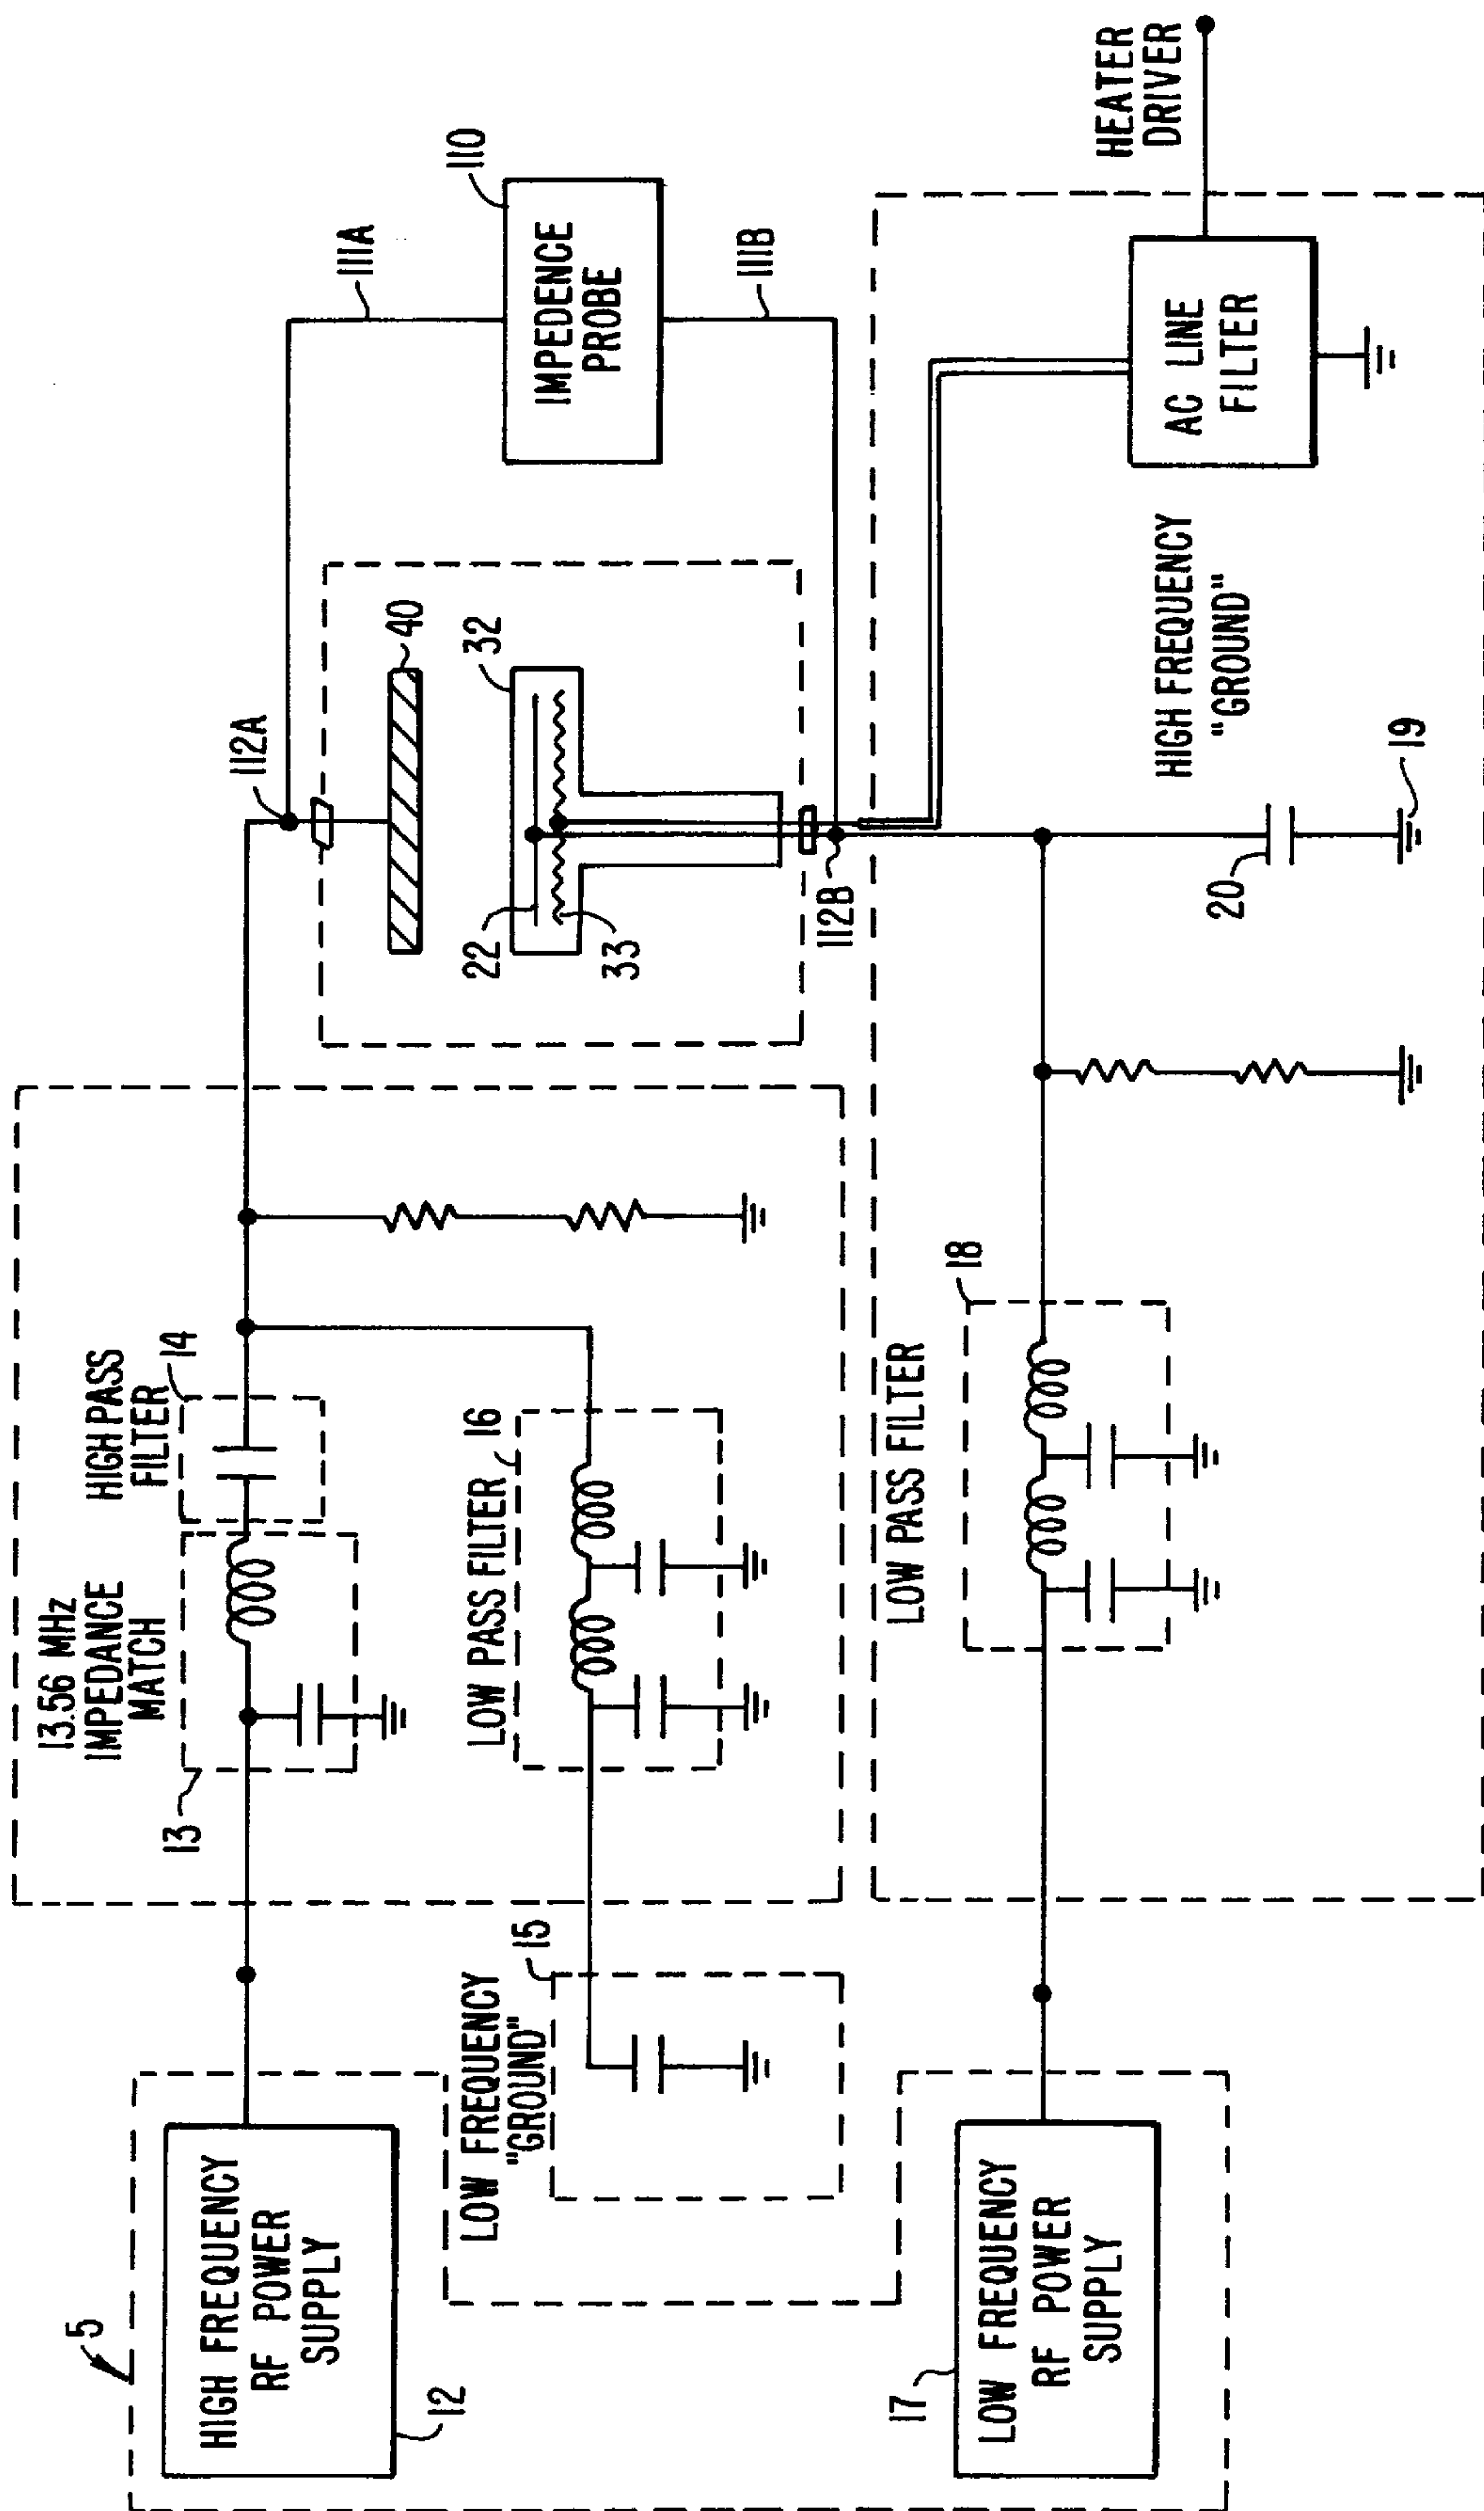 5
HIGH FREQUENCY
RF POWER
SUPPLY
12
13.56 MHz
IMPEDANCE
MATCH
13
HIGH PASS
FILTER
14
LOW FREQUENCY
"GROUND"
15
LOW PASS FILTER
16
112A
40
32
22
33
112B
111A
110
IMPEDENCE
PROBE
111B
LOW FREQUENCY
RF POWER
SUPPLY
17
LOW PASS FILTER
18
20
19
HIGH FREQUENCY
"GROUND"
AC LINE
FILTER
HEATER
DRIVER